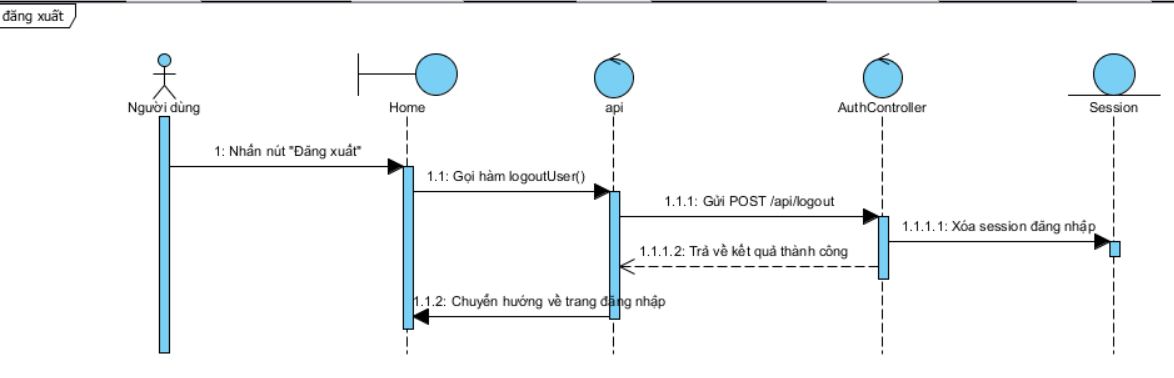 đăng xuất
Người dùng
Home
api
AuthController
Session
1: Nhấn nút "Đăng xuất"
1.1: Gọi hàm logoutUser()
1.1.1: Gửi POST /api/logout
1.1.1.1: Xóa session đăng nhập
1.1.1.2: Trả về kết quả thành công
1.1.2: Chuyển hướng về trang đăng nhập